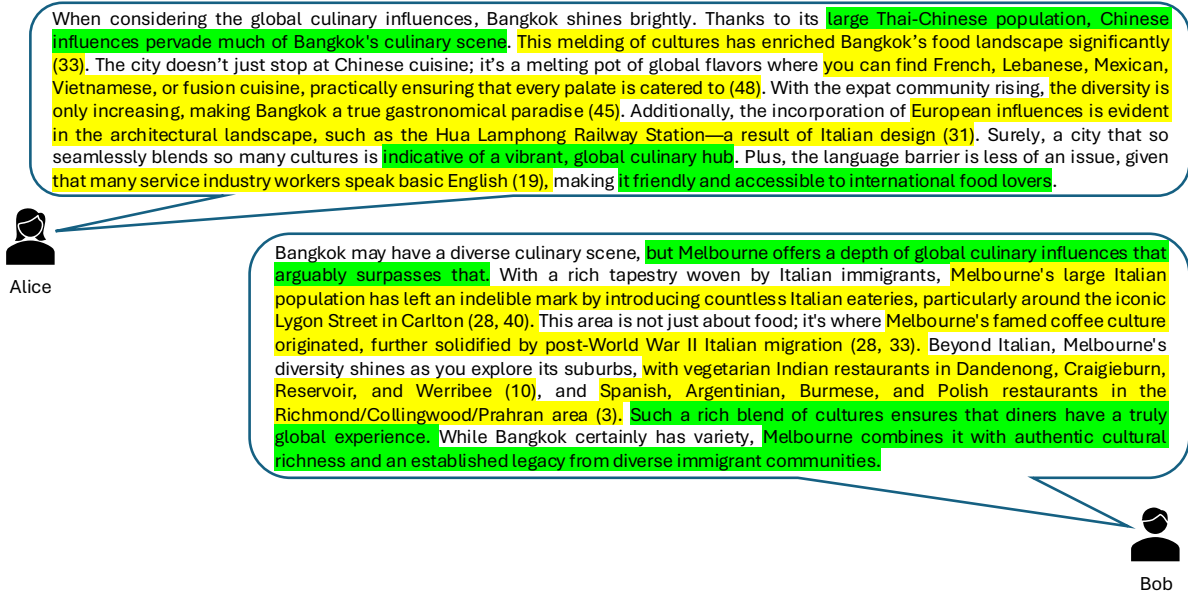 When considering the global culinary influences, Bangkok shines brightly. Thanks to its large Thai-Chinese population, Chinese
influences pervade much of Bangkok's culinary scene. This melding of cultures has enriched Bangkok’s food landscape significantly
(33). The city doesn’t just stop at Chinese cuisine; it’s a melting pot of global flavors where you can find French, Lebanese, Mexican,
Vietnamese, or fusion cuisine, practically ensuring that every palate is catered to (48). With the expat community rising, the diversity is
only increasing, making Bangkok a true gastronomical paradise (45). Additionally, the incorporation of European influences is evident
in the architectural landscape, such as the Hua Lamphong Railway Station—a result of Italian design (31). Surely, a city that so
seamlessly blends so many cultures is indicative of a vibrant, global culinary hub. Plus, the language barrier is less of an issue, given
that many service industry workers speak basic English (19), making it friendly and accessible to international food lovers.
Alice
Bangkok may have a diverse culinary scene, but Melbourne offers a depth of global culinary influences that
arguably surpasses that. With a rich tapestry woven by Italian immigrants, Melbourne's large Italian
population has left an indelible mark by introducing countless Italian eateries, particularly around the iconic
Lygon Street in Carlton (28, 40). This area is not just about food; it's where Melbourne's famed coffee culture
originated, further solidified by post-World War II Italian migration (28, 33). Beyond Italian, Melbourne's
diversity shines as you explore its suburbs, with vegetarian Indian restaurants in Dandenong, Craigieburn,
Reservoir, and Werribee (10), and Spanish, Argentinian, Burmese, and Polish restaurants in the
Richmond/Collingwood/Prahran area (3). Such a rich blend of cultures ensures that diners have a truly
global experience. While Bangkok certainly has variety, Melbourne combines it with authentic cultural
richness and an established legacy from diverse immigrant communities.
Bob